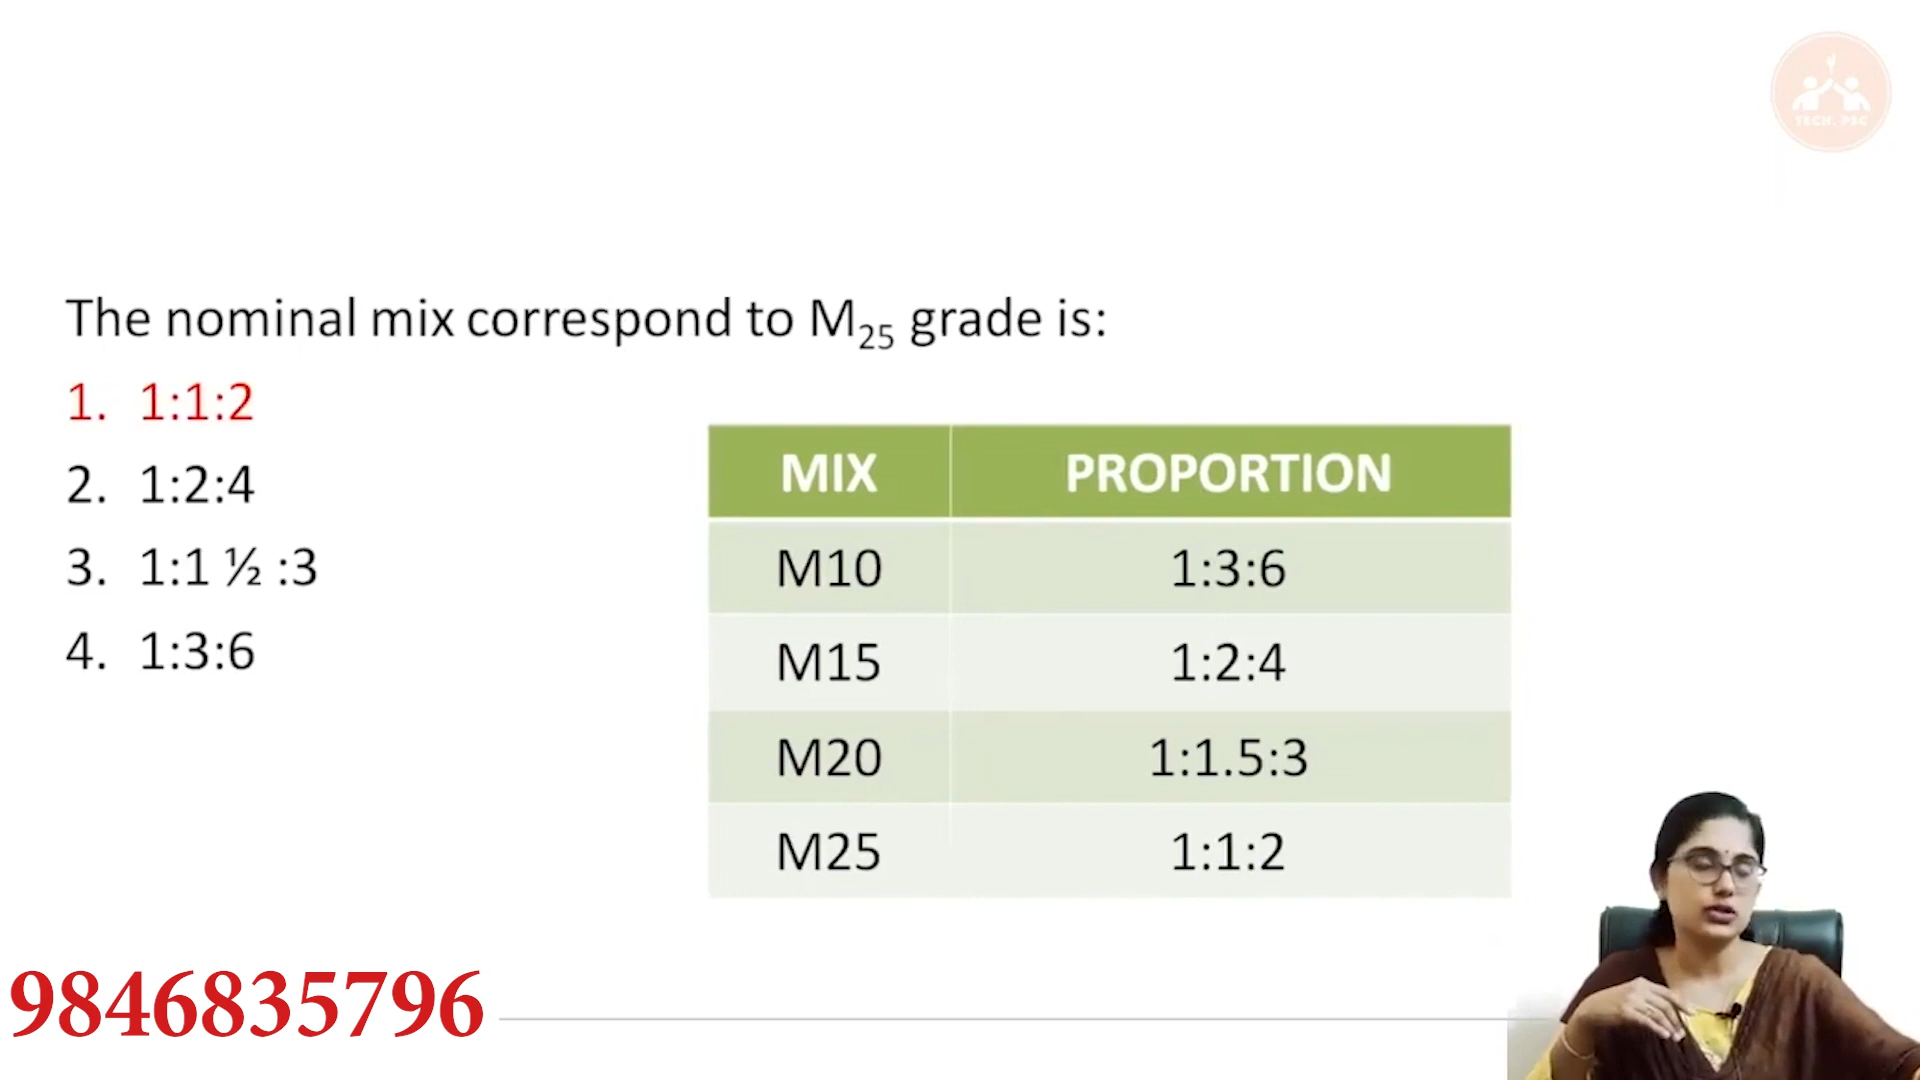 TECH. PSC
The nominal mix correspond to M25 grade is:
1. 1:1:2
2. 1:2:4
3. 1:1 ½ :3
4. 1:3:6
MIX PROPORTION
M10 1:3:6
M15 1:2:4
M20 1:1.5:3
M25 1:1:2
9846835796